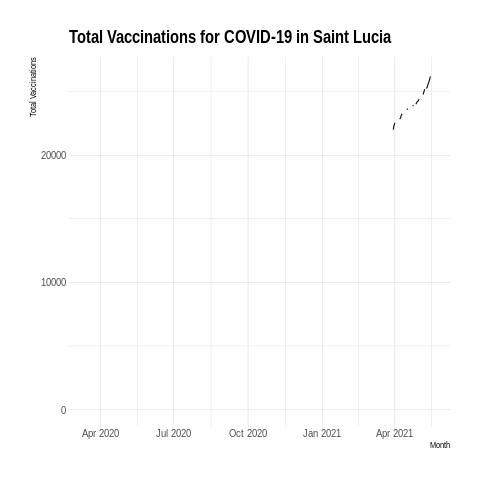 Total Vaccinations for COVID-19 in Saint Lucia
Total Vaccinations
20000
10000
0
Apr 2020 Jul 2020 Oct 2020 Jan 2021 Apr 2021
Month